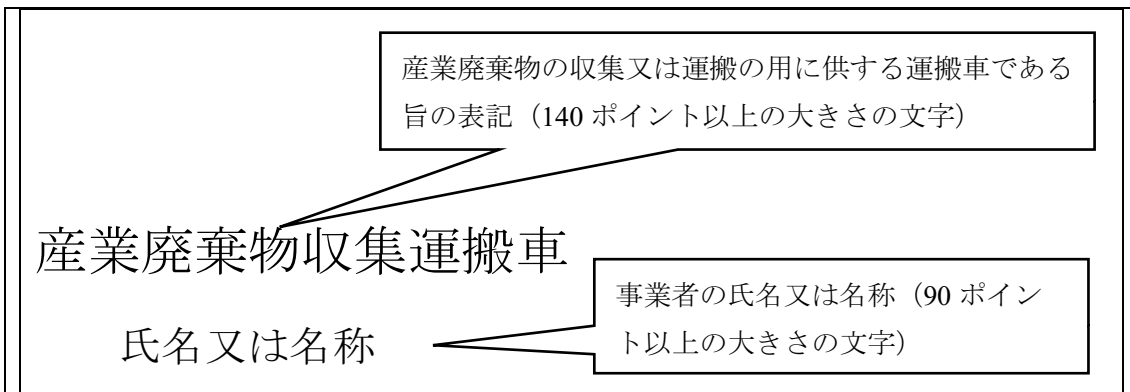 産業廃棄物の収集又は運搬の用に供する運搬車である
旨の表記（140 ポイント以上の大きさの文字）
産業廃棄物収集運搬車
事業者の氏名又は名称（90 ポイン
ト以上の大きさの文字）
氏名又は名称